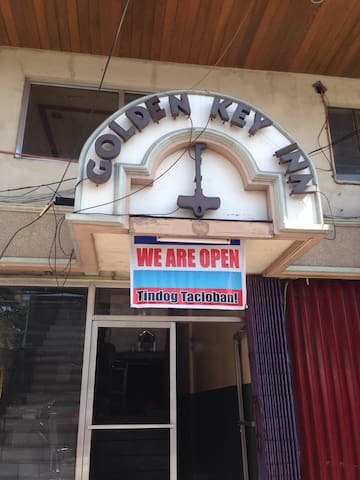 GOLDEN KEY INN
WE ARE OPEN
Tindog Tacloban!